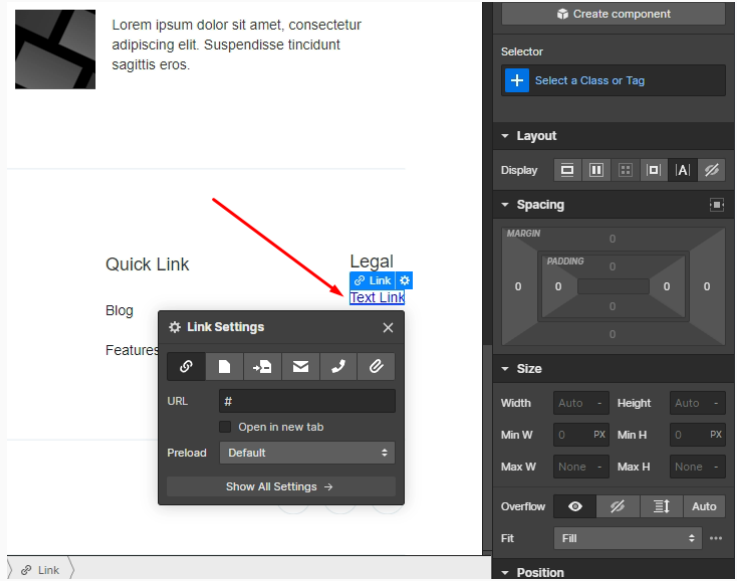 Lorem ipsum dolor sit amet, consectetur
adipiscing elit. Suspendisse tincidunt
sagittis eros.
Quick Link
Legal
Link
Text Link
Blog
Features
Link Settings
URL #
Open in new tab
Preload Default
Show All Settings →
Link
Create component
Selector
+ Select a Class or Tag
Layout
Display A
Spacing
MARGIN
0
PADDING
0
0 0 0 0
0
0
Size
Width Auto - Height Auto -
Min W 0 PX Min H 0 PX
Max W None - Max H None -
Overflow Auto
Fit Fill
Position